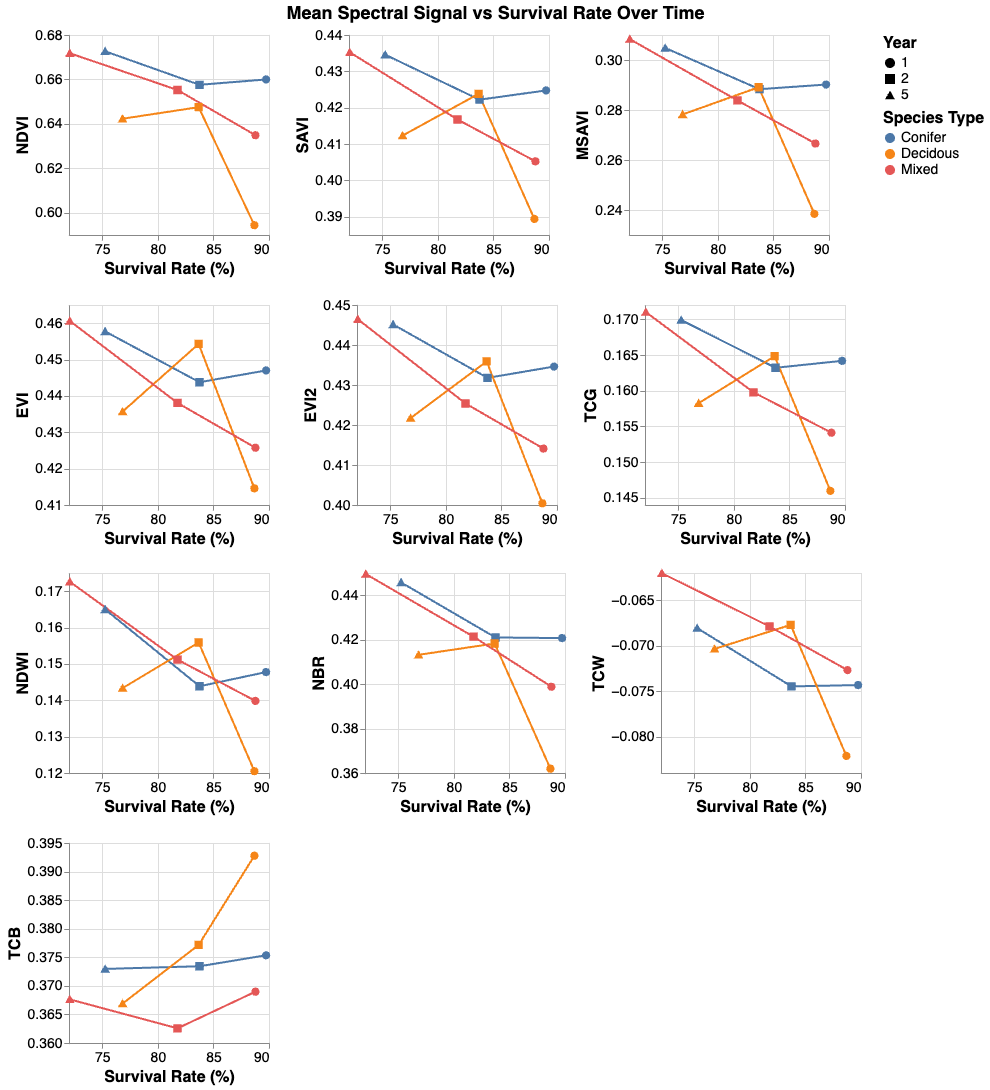 Mean Spectral Signal vs Survival Rate Over Time
0.68
0.66
0.64
0.62
0.60
NDVI
75 80 85 90
Survival Rate (%)
0.44
0.43
0.42
0.41
0.40
0.39
SAVI
75 80 85 90
Survival Rate (%)
0.30
0.28
0.26
0.24
MSAVI
75 80 85 90
Survival Rate (%)
Year
1
2
5
Species Type
Conifer
Decidous
Mixed
0.46
0.45
0.44
0.43
0.42
0.41
EVI
75 80 85 90
Survival Rate (%)
0.45
0.44
0.43
0.42
0.41
0.40
EVI2
75 80 85 90
Survival Rate (%)
0.170
0.165
0.160
0.155
0.150
0.145
TCG
75 80 85 90
Survival Rate (%)
0.17
0.16
0.15
0.14
0.13
0.12
NDWI
75 80 85 90
Survival Rate (%)
0.44
0.42
0.40
0.38
0.36
NBR
75 80 85 90
Survival Rate (%)
−0.065
−0.070
−0.075
−0.080
TCW
75 80 85 90
Survival Rate (%)
0.395
0.390
0.385
0.380
0.375
0.370
0.365
0.360
TCB
75 80 85 90
Survival Rate (%)